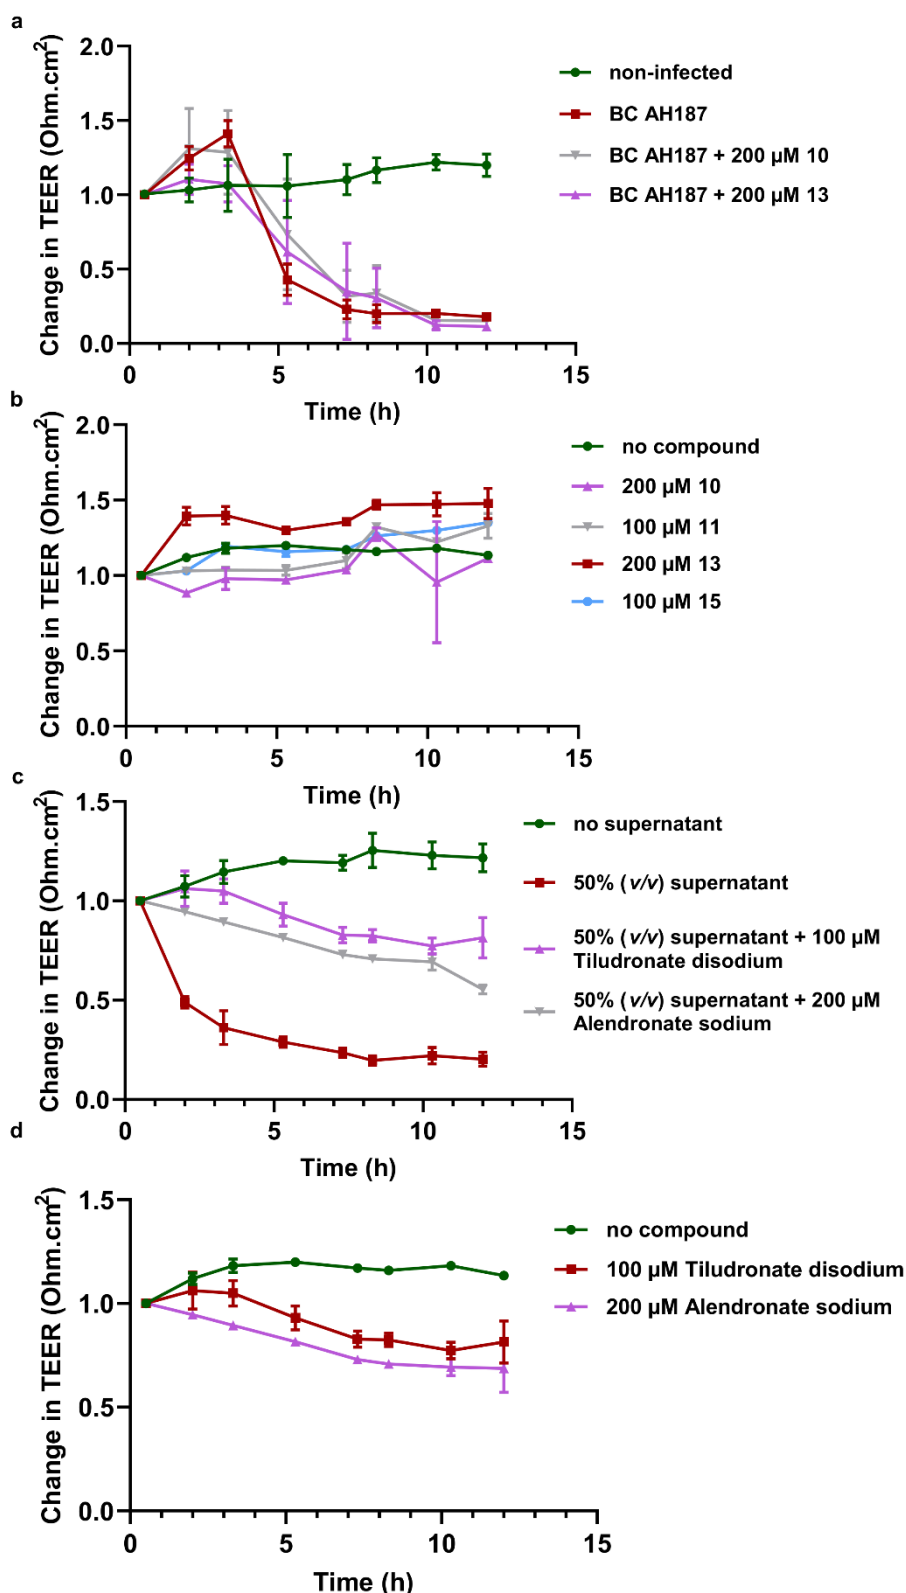 a
2.0
1.5
1.0
0.5
0.0
Change in TEER (Ohm.cm²)
0 5 10 15
Time (h)
non-infected
BC AH187
BC AH187 + 200 µM 10
BC AH187 + 200 µM 13
b
2.0
1.5
1.0
0.5
0.0
Change in TEER (Ohm.cm²)
0 5 10 15
Time (h)
no compound
200 µM 10
100 µM 11
200 µM 13
100 µM 15
c
1.5
1.0
0.5
0.0
Change in TEER (Ohm.cm²)
0 5 10 15
Time (h)
no supernatant
50% (v/v) supernatant
50% (v/v) supernatant + 100 µM
Tiludronate disodium
50% (v/v) supernatant + 200 µM
Alendronate sodium
d
1.5
1.0
0.5
0.0
Change in TEER (Ohm.cm²)
0 5 10 15
Time (h)
no compound
100 µM Tiludronate disodium
200 µM Alendronate sodium